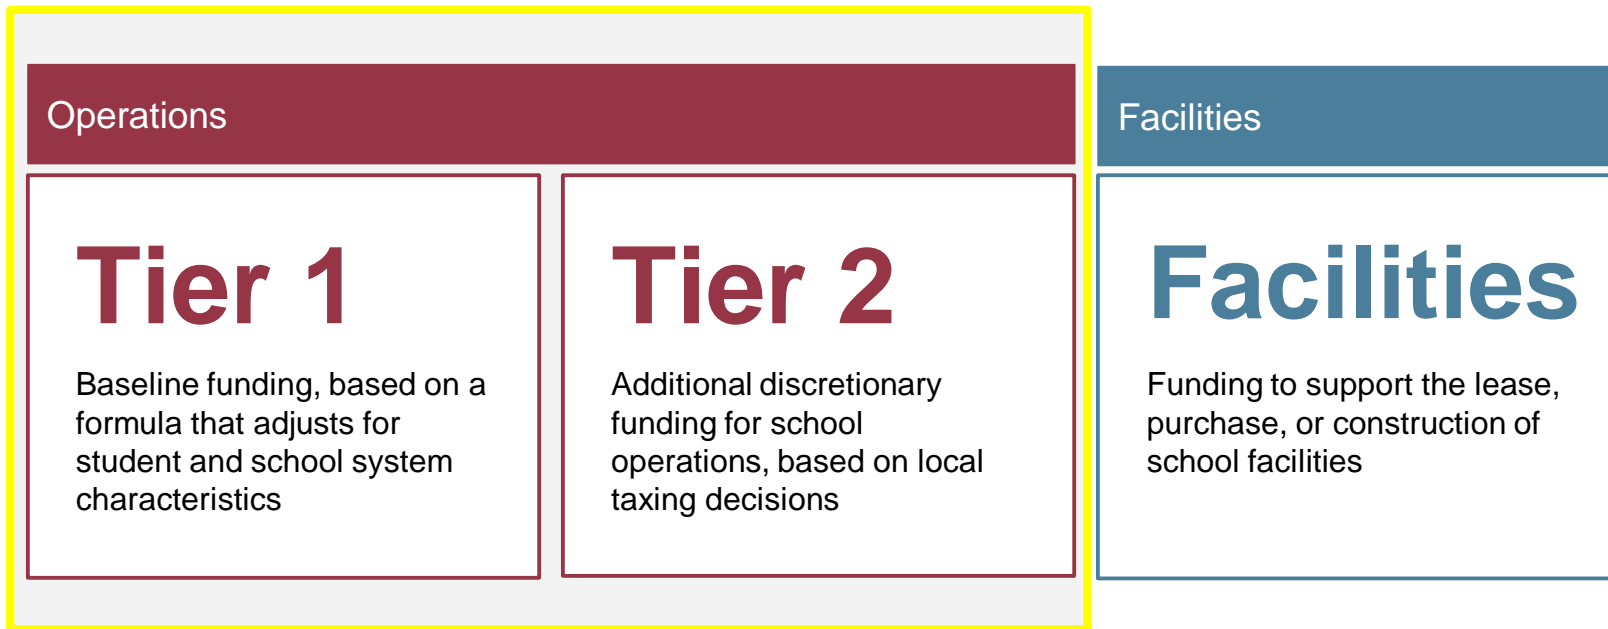 Operations
Facilities
Tier 1
Baseline funding, based on a
formula that adjusts for
student and school system
characteristics
Tier 2
Additional discretionary
funding for school
operations, based on local
taxing decisions
Facilities
Funding to support the lease,
purchase, or construction of
school facilities